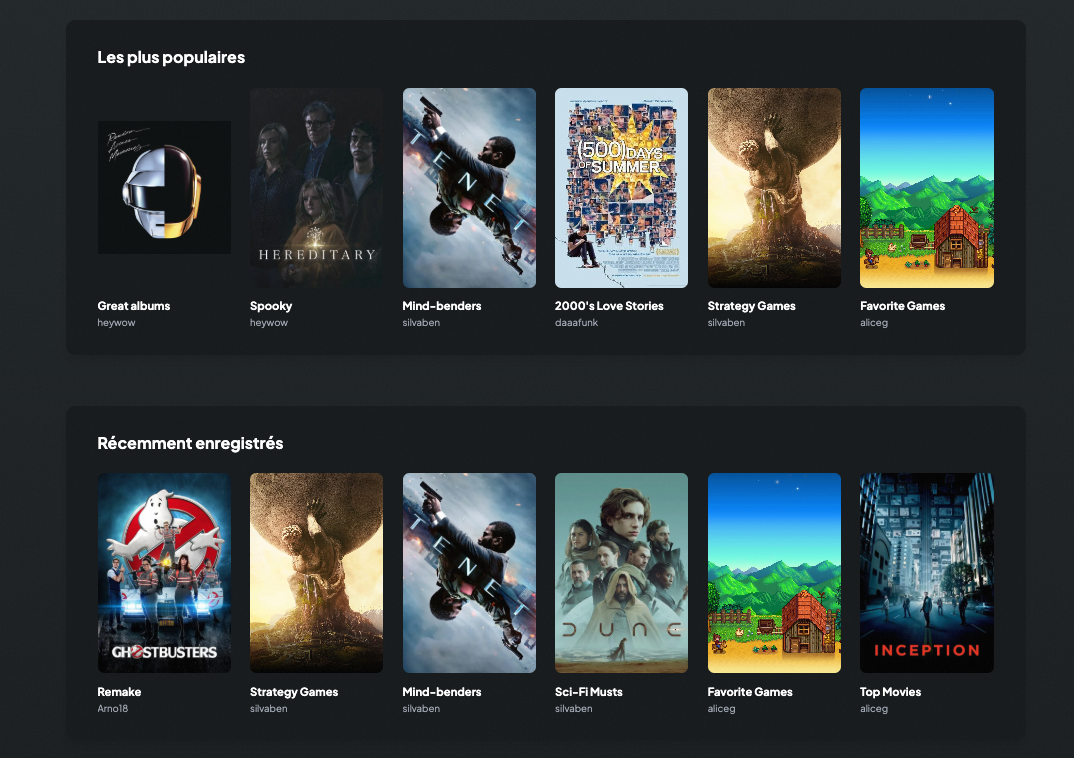 Les plus populaires
Random
Access
Memories
HEREDITARY
TENET
(500)DAYS
OF SUMMER
Great albums
Spooky
Mind-benders
2000's Love Stories
Strategy Games
Favorite Games
heywow
heywow
silvaben
daaafunk
silvaben
aliceg
Récemment enregistrés
GHOSTBUSTERS
TENET
DUNE
INCEPTION
Remake
Strategy Games
Mind-benders
Sci-Fi Musts
Favorite Games
Top Movies
Arno18
silvaben
silvaben
silvaben
aliceg
aliceg